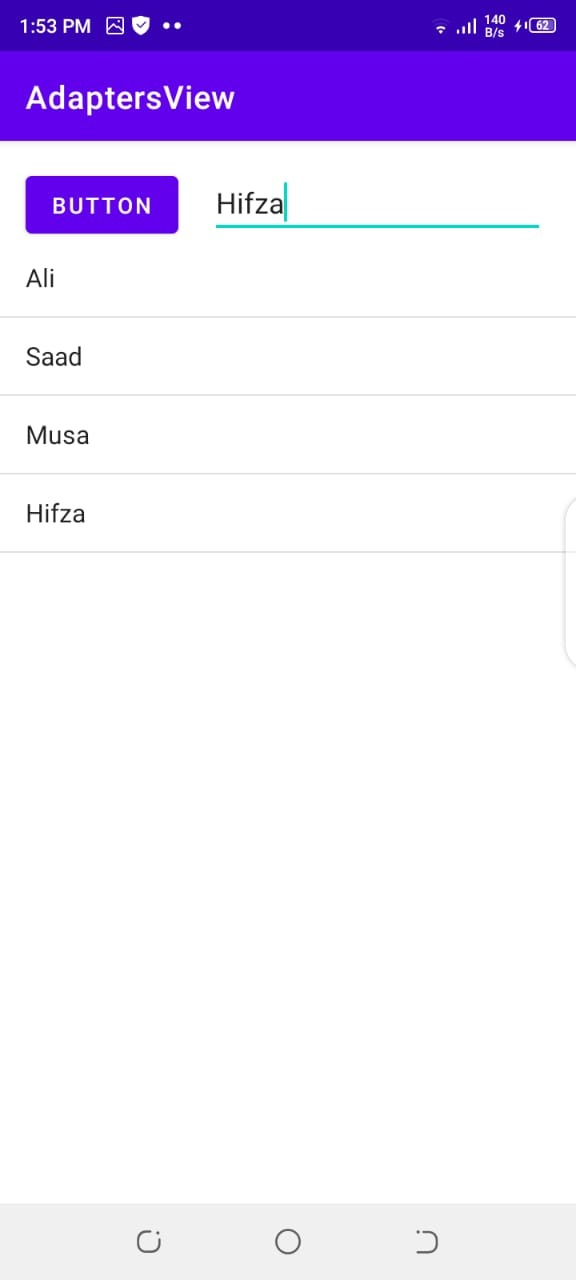 1:53 PM 140 B/s 62
AdaptersView
BUTTON Hifza
Ali
Saad
Musa
Hifza